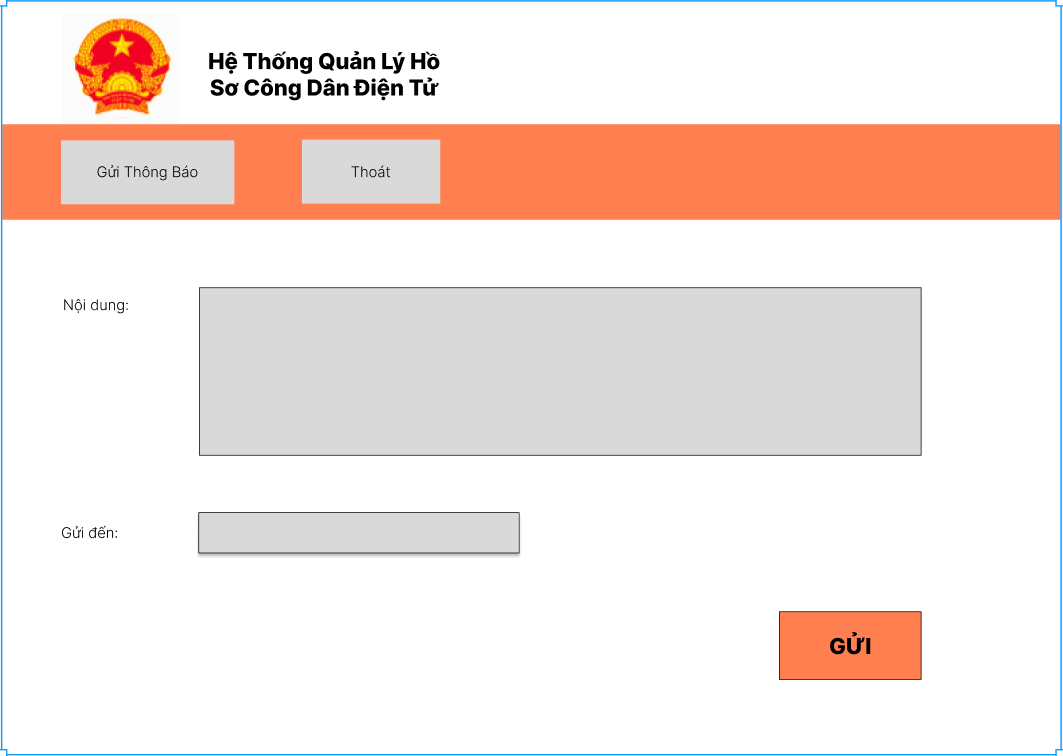 Hệ Thống Quản Lý Hồ
Sơ Công Dân Điện Tử
Gửi Thông Báo
Thoát
Nội dung:
Gửi đến:
GỬI